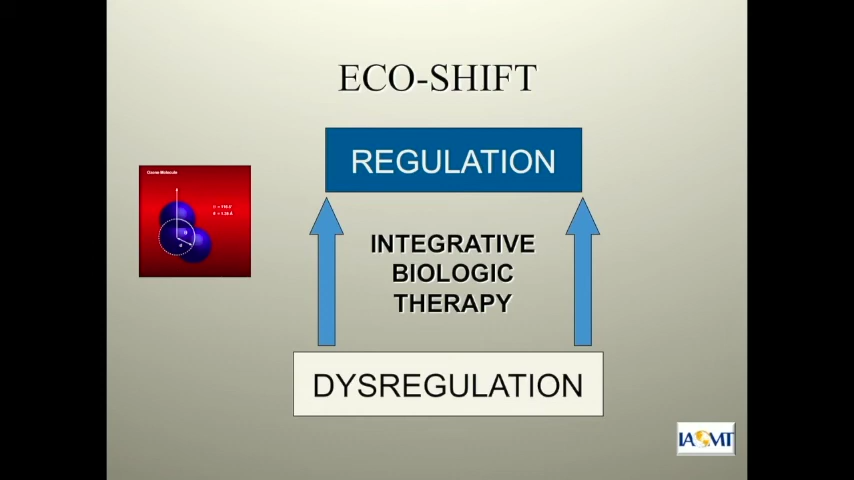 ECO-SHIFT
REGULATION
Ozone Molecule
INTEGRATIVE
BIOLOGIC
THERAPY
DYSREGULATION
IAOMT